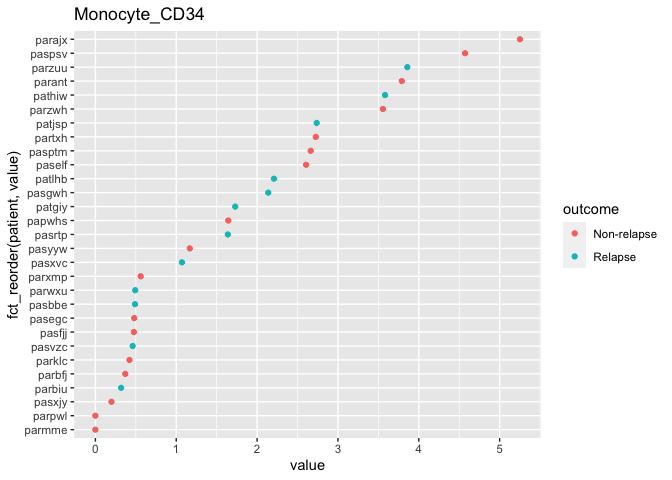 Monocyte_CD34
fct_reorder(patient, value)
parajx
paspsv
parzuu
parant
pathiw
parzwh
patjsp
partxh
pasptm
paself
patlhb
pasgwh
patgiy
papwhs
pasrtp
pasyyw
pasxvc
parxmp
parwxu
pasbbe
pasegc
pasfjj
pasvzc
parklc
parbfj
parbiu
pasxjy
parpwl
parmme
0 1 2 3 4 5
value
outcome
Non-relapse
Relapse